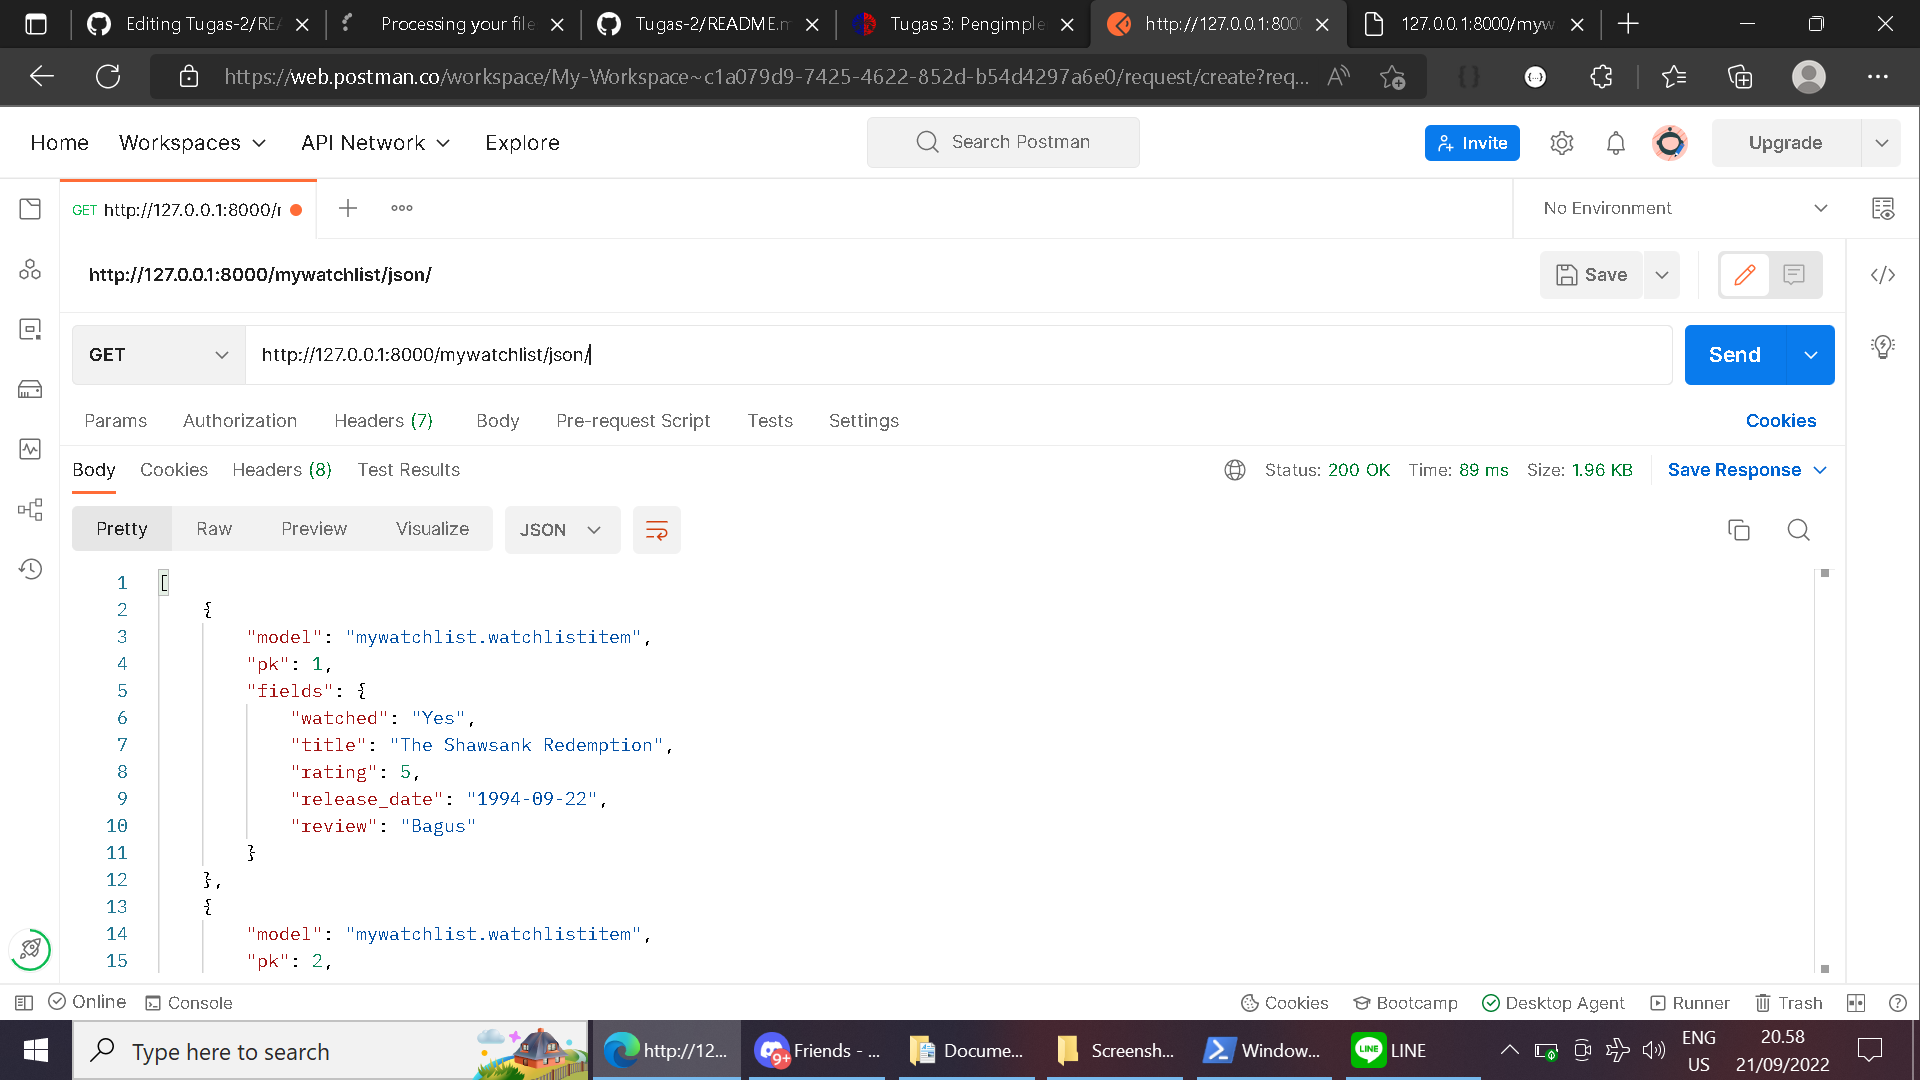 Editing Tugas-2/REA
Processing your file
Tugas-2/README.m
Tugas 3: Pengimple
http://127.0.0.1:800
127.0.0.1:8000/myw
https://web.postman.co/workspace/My-Workspace~c1a079d9-7425-4622-852d-b54d4297a6e0/request/create?req...
Home Workspaces API Network Explore
Search Postman
Invite
Upgrade
GET http://127.0.0.1:8000/r
No Environment
http://127.0.0.1:8000/mywatchlist/json/
Save
GET http://127.0.0.1:8000/mywatchlist/json/
Send
Params Authorization Headers (7) Body Pre-request Script Tests Settings Cookies
Body Cookies Headers (8) Test Results
Status: 200 OK Time: 89 ms Size: 1.96 KB Save Response
Pretty Raw Preview Visualize JSON
1 [
2 {
3 "model": "mywatchlist.watchlistitem",
4 "pk": 1,
5 "fields": {
6 "watched": "Yes",
7 "title": "The Shawsank Redemption",
8 "rating": 5,
9 "release_date": "1994-09-22",
10 "review": "Bagus"
11 }
12 },
13 {
14 "model": "mywatchlist.watchlistitem",
15 "pk": 2,
Online Console
Cookies Bootcamp Desktop Agent Runner Trash
Type here to search
http://12...
9+ Friends - ...
Docume...
Screensh...
Window...
LINE LINE
ENG
US
20.58
21/09/2022